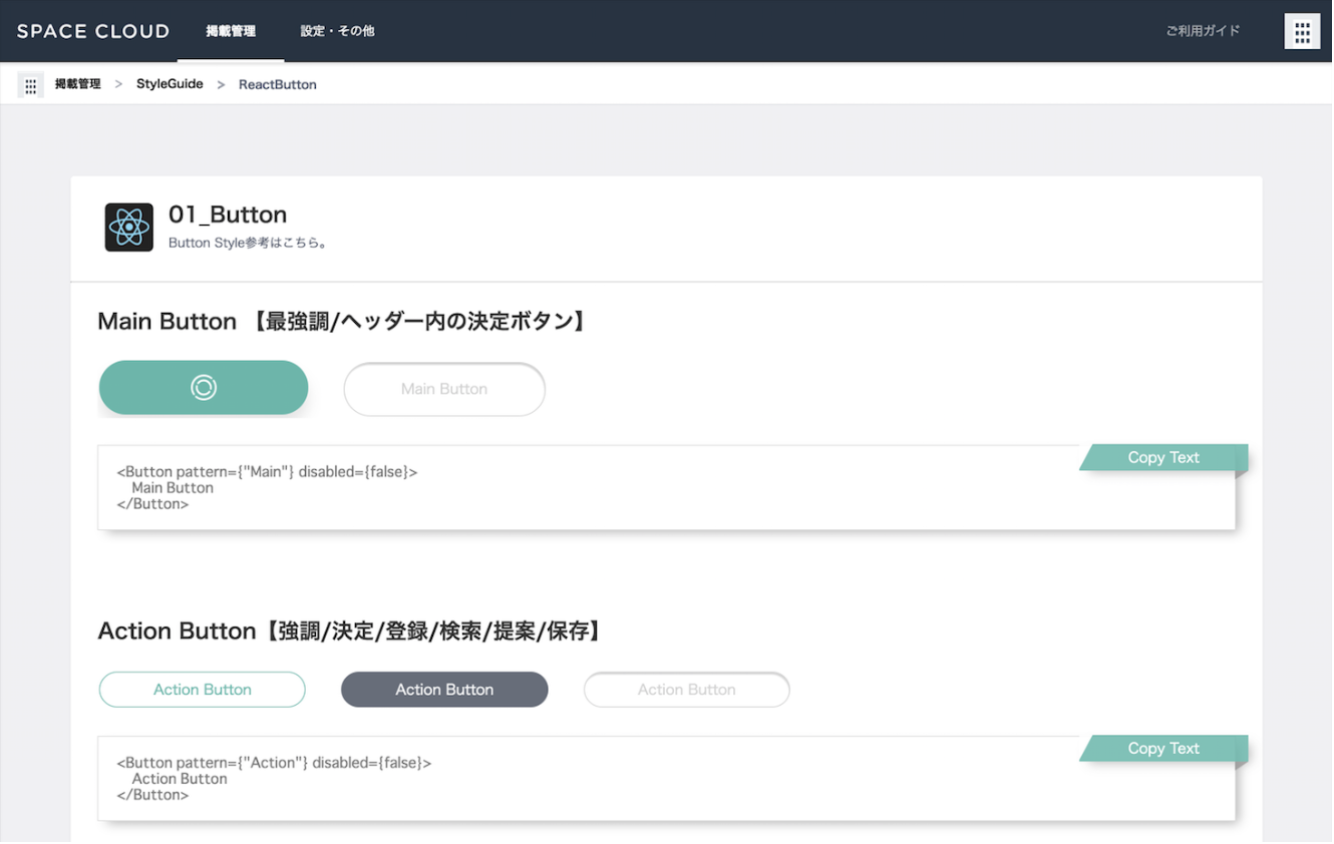 SPACE CLOUD 掲載管理 設定・その他 ご利用ガイド
掲載管理 > StyleGuide > ReactButton
01_Button
Button Style参考はこちら。
Main Button 【最強調/ヘッダー内の決定ボタン】
Main Button
Copy Text
<Button pattern={"Main"} disabled={false}>
Main Button
</Button>
Action Button【強調/決定/登録/検索/提案/保存】
Action Button Action Button Action Button
Copy Text
<Button pattern={"Action"} disabled={false}>
Action Button
</Button>